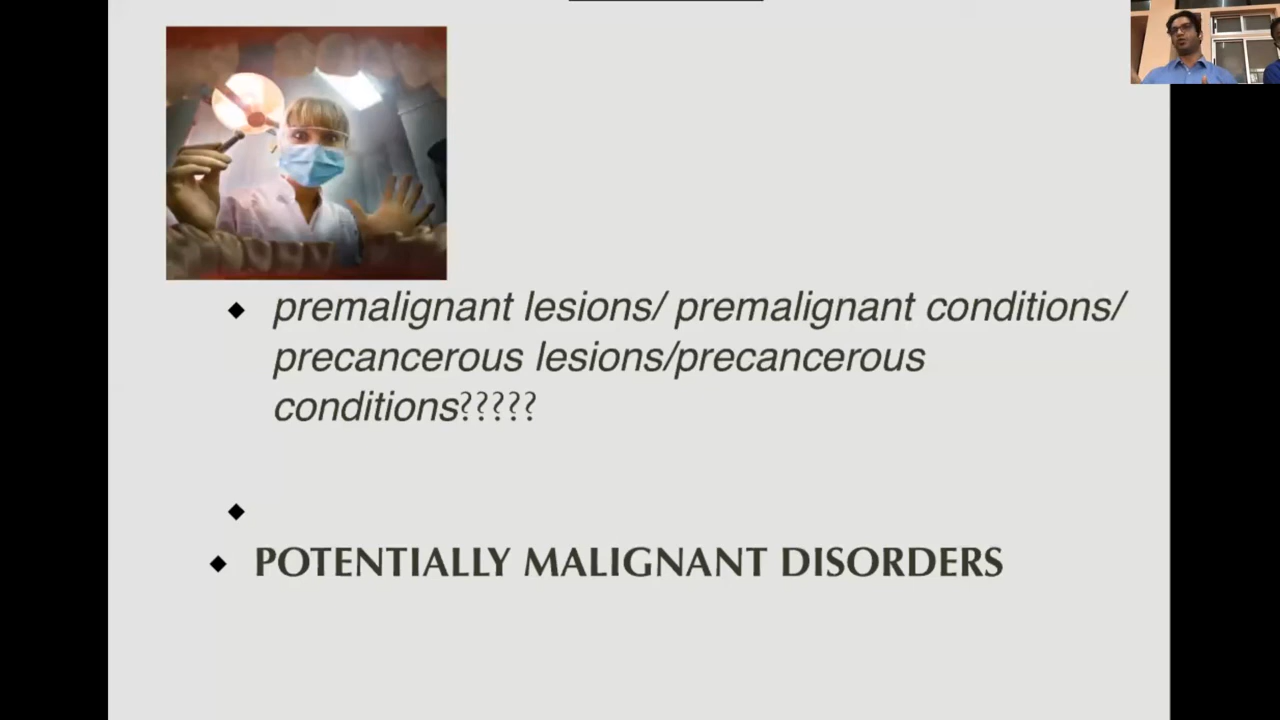 premalignant lesions/ premalignant conditions/
precancerous lesions/precancerous
conditions?????
POTENTIALLY MALIGNANT DISORDERS